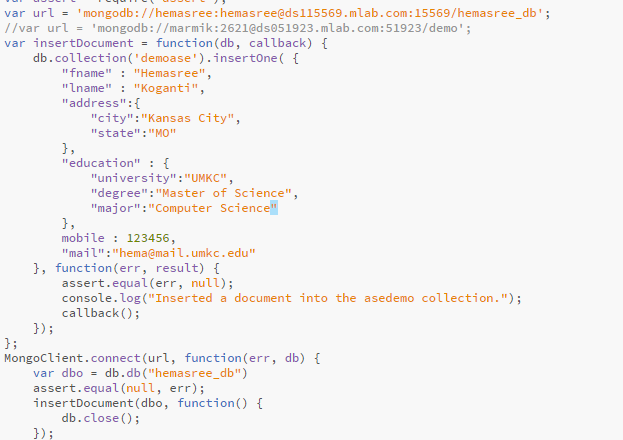 var url = 'mongodb://hemasree:hemasree@ds115569.mlab.com:15569/hemasree_db';
//var url = 'mongodb://marmik:2621@ds051923.mlab.com:51923/demo';
var insertDocument = function(db, callback) {
    db.collection('demoase').insertOne( {
        "fname" : "Hemasree",
        "lname" : "Koganti",
        "address":{
            "city":"Kansas City",
            "state":"MO"
        },
        "education" : {
            "university":"UMKC",
            "degree":"Master of Science",
            "major":"Computer Science"
        },
        mobile : 123456,
        "mail":"hema@mail.umkc.edu"
    }, function(err, result) {
        assert.equal(err, null);
        console.log("Inserted a document into the asedemo collection.");
        callback();
    });
};
MongoClient.connect(url, function(err, db) {
    var dbo = db.db("hemasree_db")
    assert.equal(null, err);
    insertDocument(dbo, function() {
        db.close();
    });